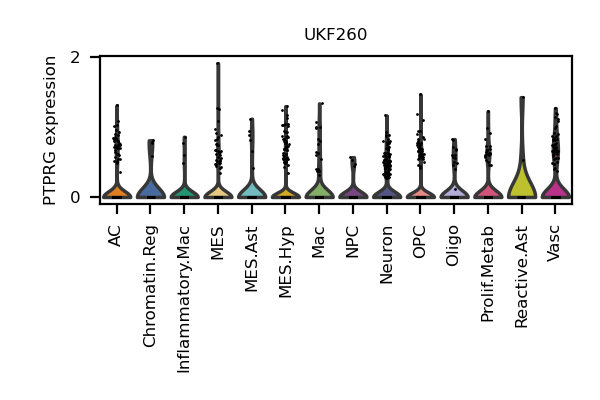 UKF260
PTPRG expression
2
0
AC
Chromatin.Reg
Inflammatory.Mac
MES
MES.Ast
MES.Hyp
Mac
NPC
Neuron
OPC
Oligo
Prolif.Metab
Reactive.Ast
Vasc